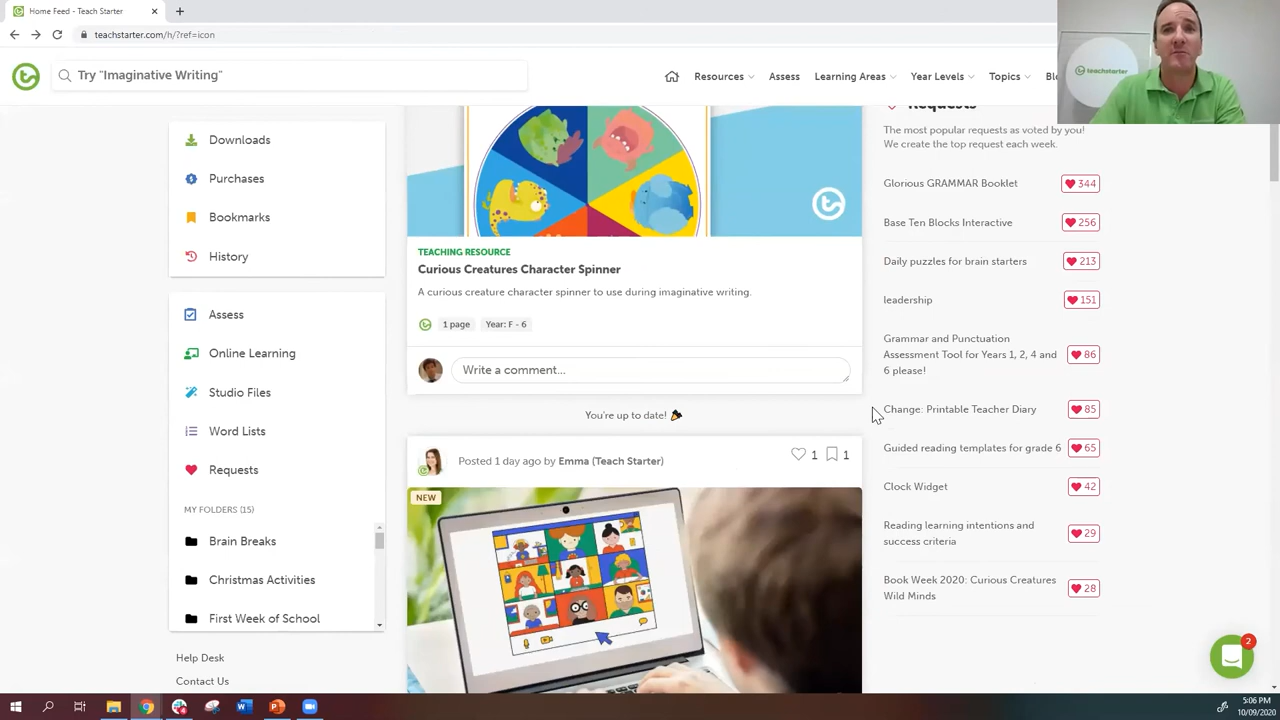 Home Feed - Teach Starter
teachstarter.com/h/?ref=icon
teachstarter
Try "Imaginative Writing"
Resources
Assess
Learning Areas
Year Levels
Topics
Downloads
Purchases
Bookmarks
History
Assess
Online Learning
Studio Files
Word Lists
Requests
MY FOLDERS (15)
Brain Breaks
Christmas Activities
First Week of School
Help Desk
Contact Us
TEACHING RESOURCE
Curious Creatures Character Spinner
A curious creature character spinner to use during imaginative writing.
1 page
Year: F - 6
Write a comment...
You're up to date!
Posted 1 day ago by Emma (Teach Starter)
1
1
NEW
Requests
The most popular requests as voted by you!
We create the top request each week.
Glorious GRAMMAR Booklet
344
Base Ten Blocks Interactive
256
Daily puzzles for brain starters
213
leadership
151
Grammar and Punctuation
Assessment Tool for Years 1, 2, 4 and
6 please!
86
Change: Printable Teacher Diary
85
Guided reading templates for grade 6
65
Clock Widget
42
Reading learning intentions and
success criteria
29
Book Week 2020: Curious Creatures
Wild Minds
28
2
5:06 PM
10/09/2020